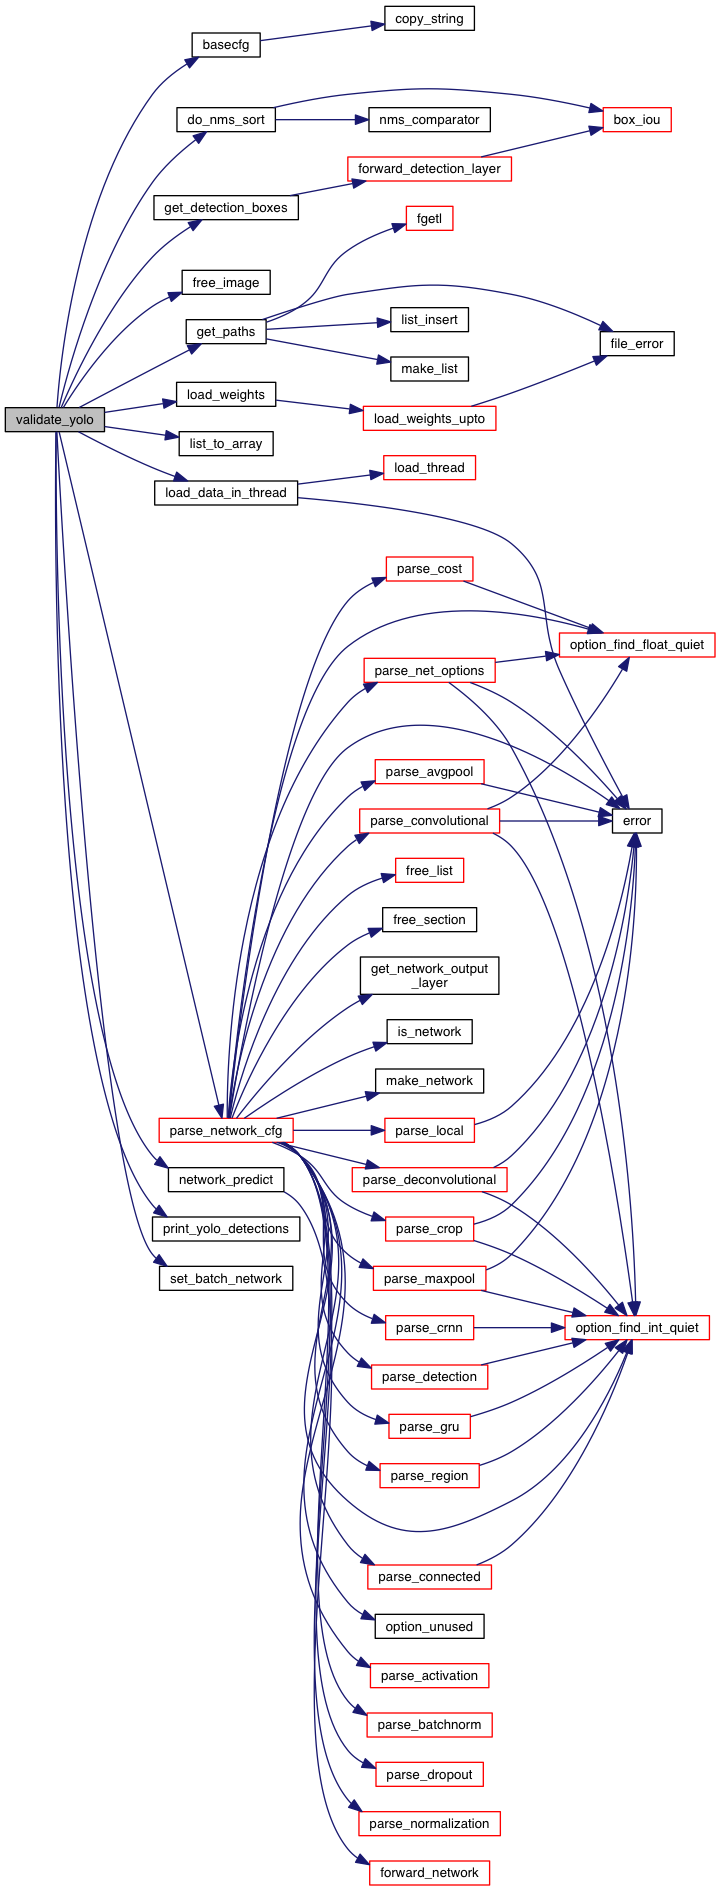 copy_string
basecfg
do_nms_sort
nms_comparator
box_iou
forward_detection_layer
get_detection_boxes
fgetl
free_image
list_insert
get_paths
file_error
make_list
load_weights
load_weights_upto
validate_yolo
list_to_array
load_thread
load_data_in_thread
parse_cost
option_find_float_quiet
parse_net_options
parse_avgpool
parse_convolutional
error
free_list
free_section
get_network_output
_layer
is_network
make_network
parse_network_cfg
parse_local
network_predict
parse_deconvolutional
print_yolo_detections
parse_crop
set_batch_network
parse_maxpool
parse_crnn
option_find_int_quiet
parse_detection
parse_gru
parse_region
parse_connected
option_unused
parse_activation
parse_batchnorm
parse_dropout
parse_normalization
forward_network